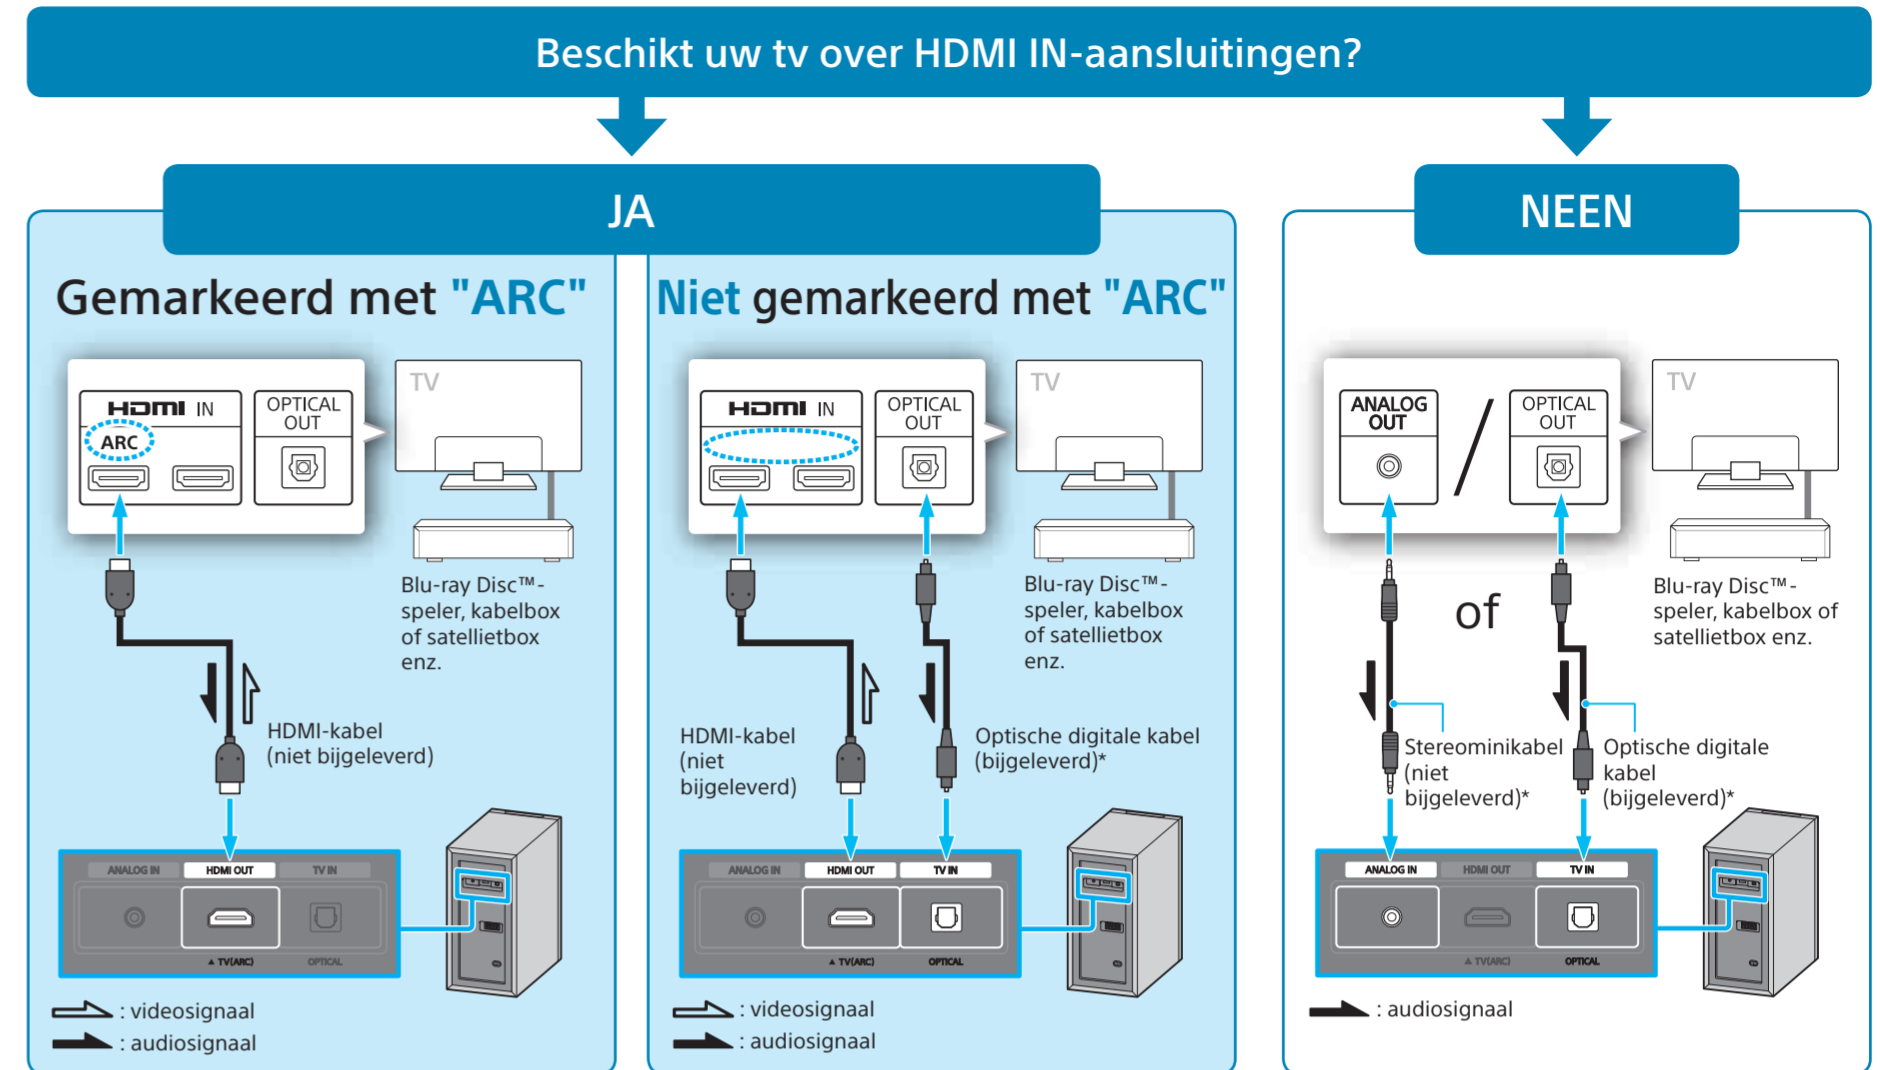 Beschikt uw tv over HDMI IN-aansluitingen?
JA
NEEN
Gemarkeerd met "ARC"
HDMI IN
ARC
OPTICAL
OUT
TV
Blu-ray Disc™-
speler, kabelbox
of satellietbox
enz.
HDMI-kabel
(niet bijgeleverd)
ANALOG IN
HDMI OUT
TV IN
▲ TV(ARC)
OPTICAL
: videosignaal
: audiosignaal
Niet gemarkeerd met "ARC"
HDMI IN
OPTICAL
OUT
TV
Blu-ray Disc™-
speler, kabelbox
of satellietbox
enz.
HDMI-kabel
(niet
bijgeleverd)
Optische digitale kabel
(bijgeleverd)*
ANALOG IN
HDMI OUT
TV IN
▲ TV(ARC)
OPTICAL
: videosignaal
: audiosignaal
ANALOG
OUT
/
OPTICAL
OUT
TV
of
Blu-ray Disc™-
speler, kabelbox of
satellietbox enz.
Stereominikabel
(niet
bijgeleverd)*
Optische digitale
kabel
(bijgeleverd)*
ANALOG IN
HDMI OUT
TV IN
▲ TV(ARC)
OPTICAL
: audiosignaal